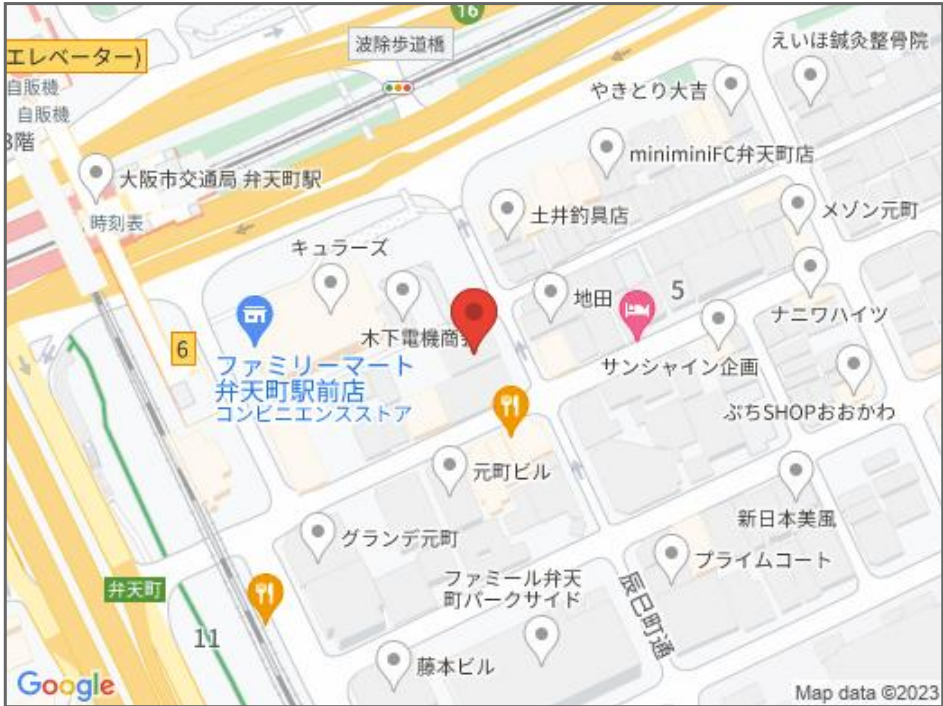 16
エレベーター)
波除歩道橋
えいほ鍼灸整骨院
自販機
自販機
やきとり大吉
3階
miniminiFC弁天町店
大阪市交通局 弁天町駅
時刻表
土井釣具店
メゾン元町
キュラーズ
地田
5
ナニワハイツ
木下電機商
6
ファミリーマート
弁天町駅前店
コンビニエンスストア
サンシャイン企画
ぷちSHOPおおかわ
元町ビル
新日本美風
グランデ元町
プライムコート
弁天町
ファミール弁天
町パークサイド
辰巳町通
11
藤本ビル
Google
Map data ©2023